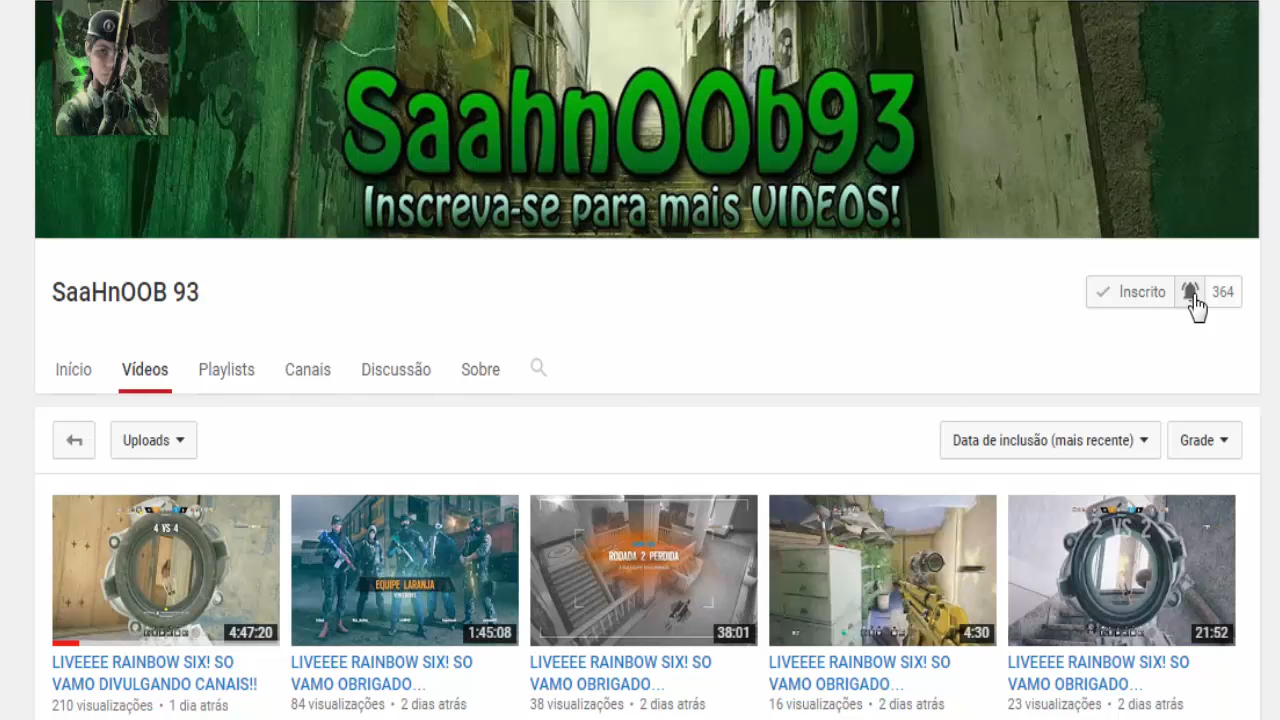 SaahnOOb93
Inscreva-se para mais VIDEOS!
SaaHnOOB 93
Inscrito 364
Início Vídeos Playlists Canais Discussão Sobre
Uploads Data de inclusão (mais recente) Grade
4 VS 4
2 VS
EQUIPE LARANJA
RODADA 2 PERDIDA
4:47:20 1:45:08 38:01 4:30 21:52
LIVEEEE RAINBOW SIX! SO LIVEEEE RAINBOW SIX! SO LIVEEEE RAINBOW SIX! SO LIVEEEE RAINBOW SIX! SO LIVEEEE RAINBOW SIX! SO
VAMO DIVULGANDO CANAIS!! VAMO OBRIGADO... VAMO OBRIGADO... VAMO OBRIGADO... VAMO OBRIGADO...
210 visualizações • 1 dia atrás 84 visualizações • 2 dias atrás 38 visualizações • 2 dias atrás 16 visualizações • 2 dias atrás 23 visualizações • 2 dias atrás